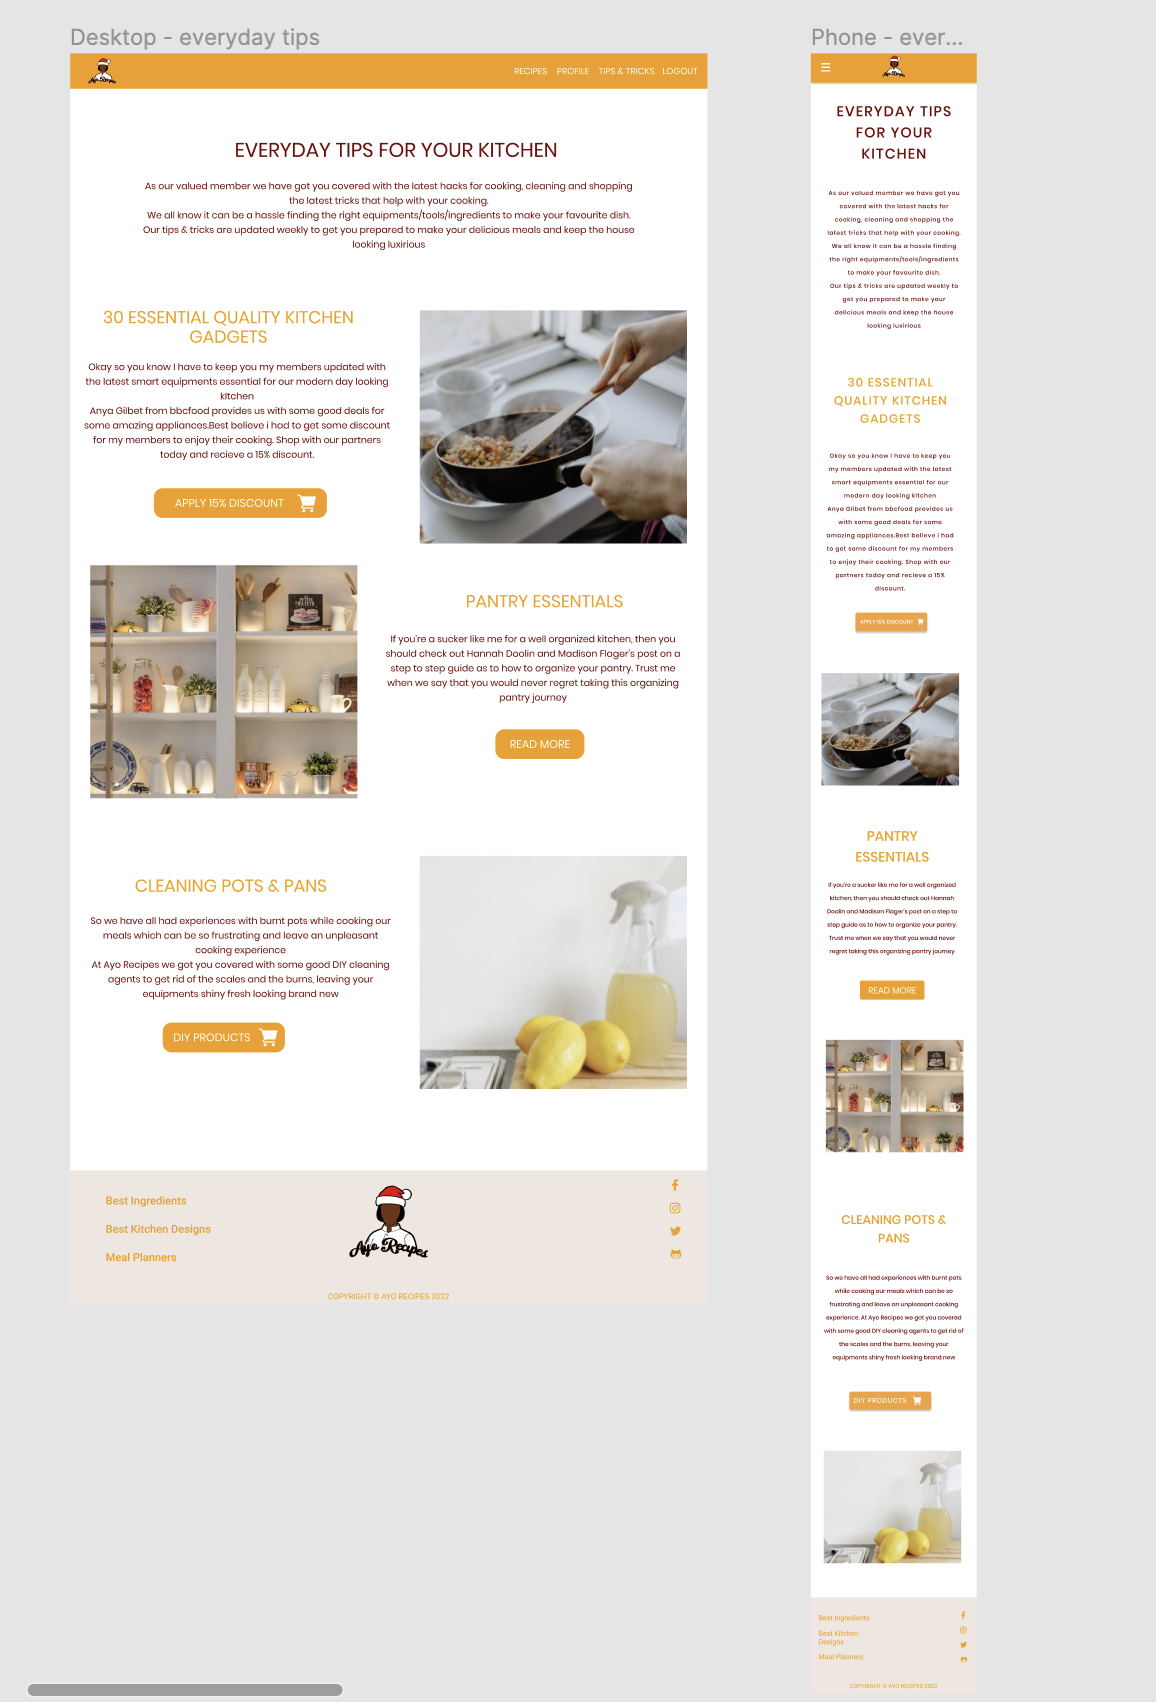 Desktop - everyday tips
Ayo Recipes
RECIPES PROFILE TIPS & TRICKS LOGOUT
EVERYDAY TIPS FOR YOUR KITCHEN
As our valued member we have got you covered with the latest hacks for cooking, cleaning and shopping
the latest tricks that help with your cooking.
We all know it can be a hassle finding the right equipments/tools/ingredients to make your favourite dish.
Our tips & tricks are updated weekly to get you prepared to make your delicious meals and keep the house
looking luxirious
30 ESSENTIAL QUALITY KITCHEN
GADGETS
Okay so you know I have to keep you my members updated with
the latest smart equipments essential for our modern day looking
kitchen
Anya Gilbet from bbcfood provides us with some good deals for
some amazing appliances.Best believe i had to get some discount
for my members to enjoy their cooking. Shop with our partners
today and recieve a 15% discount.
APPLY 15% DISCOUNT
PANTRY ESSENTIALS
If you're a sucker like me for a well organized kitchen, then you
should check out Hannah Doolin and Madison Flager's post on a
step to step guide as to how to organize your pantry. Trust me
when we say that you would never regret taking this organizing
pantry journey
READ MORE
CLEANING POTS & PANS
So we have all had experiences with burnt pots while cooking our
meals which can be so frustrating and leave an unpleasant
cooking experience
At Ayo Recipes we got you covered with some good DIY cleaning
agents to get rid of the scales and the burns, leaving your
equipments shiny fresh looking brand new
DIY PRODUCTS
Best Ingredients
Best Kitchen Designs
Meal Planners
Ayo Recipes
COPYRIGHT © AYO RECIPES 2022
Phone - ever...
Ayo Recipes
EVERYDAY TIPS
FOR YOUR
KITCHEN
As our valued member we have got you
covered with the latest hacks for
cooking, cleaning and shopping the
latest tricks that help with your cooking.
We all know it can be a hassle finding
the right equipments/tools/ingredients
to make your favourite dish.
Our tips & tricks are updated weekly to
get you prepared to make your
delicious meals and keep the house
looking luxirious
30 ESSENTIAL
QUALITY KITCHEN
GADGETS
Okay so you know I have to keep you
my members updated with the latest
smart equipments essential for our
modern day looking kitchen
Anya Gilbet from bbcfood provides us
with some good deals for some
amazing appliances.Best believe i had
to get some discount for my members
to enjoy their cooking. Shop with our
partners today and recieve a 15%
discount.
APPLY 15% DISCOUNT
PANTRY
ESSENTIALS
If you're a sucker like me for a well organized
kitchen, then you should check out Hannah
Doolin and Madison Flager's post on a step to
step guide as to how to organize your pantry.
Trust me when we say that you would never
regret taking this organizing pantry journey
READ MORE
CLEANING POTS &
PANS
So we have all had experiences with burnt pots
while cooking our meals which can be so
frustrating and leave an unpleasant cooking
experience. At Ayo Recipes we got you covered
with some good DIY cleaning agents to get rid of
the scales and the burns, leaving your
equipments shiny fresh looking brand new
DIY PRODUCTS
Best Ingredients
Best Kitchen
Designs
Meal Planners
COPYRIGHT © AYO RECIPES 2022